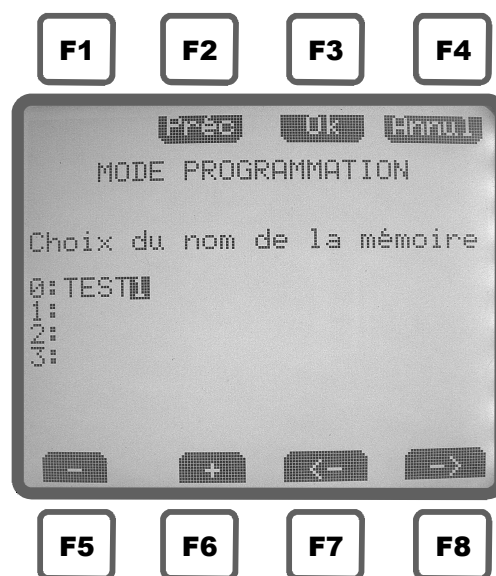 F1 F2 F3 F4
Préc Ok Annul
MODE PROGRAMMATION
Choix du nom de la mémoire
0:TEST1
1:
2:
3:
- + <- ->
F5 F6 F7 F8